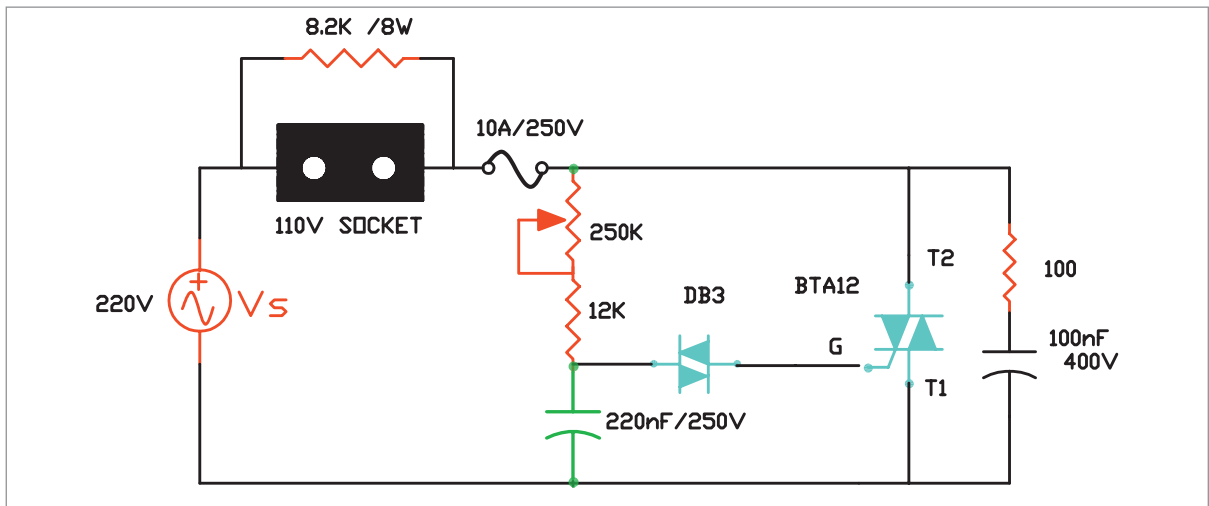 8.2K /8W
10A/250V
110V SOCKET
250K
T2
100
220V
+
Vs
DB3
BTA12
12K
G
100nF
400V
T1
220nF/250V